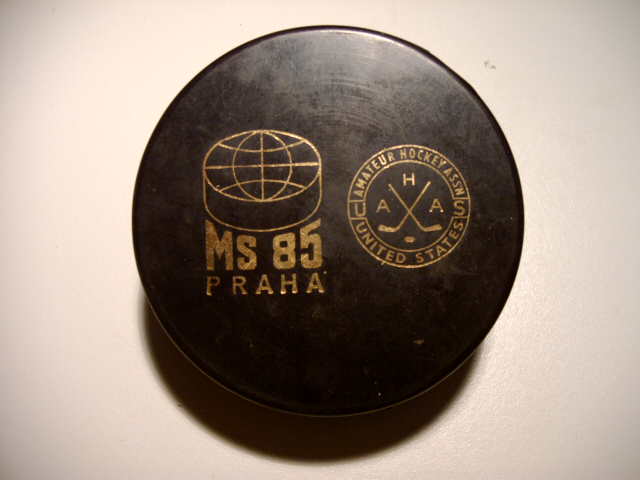 MS 85
PRAHA
AMATEUR HOCKEY ASS'N
H
A A
U S
UNITED STATES